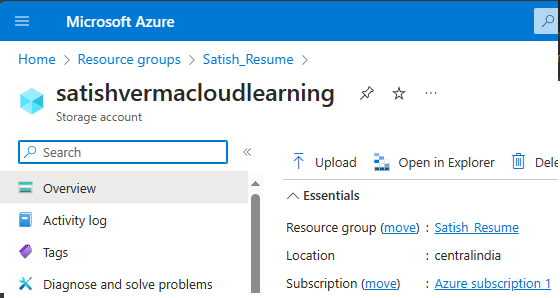 Microsoft Azure
Home > Resource groups > Satish_Resume >
satishvermacloudlearning
Storage account
Search
Upload Open in Explorer Dele
Overview
Essentials
Activity log
Resource group (move) : Satish_Resume
Tags
Location : centralindia
Diagnose and solve problems
Subscription (move) : Azure subscription 1